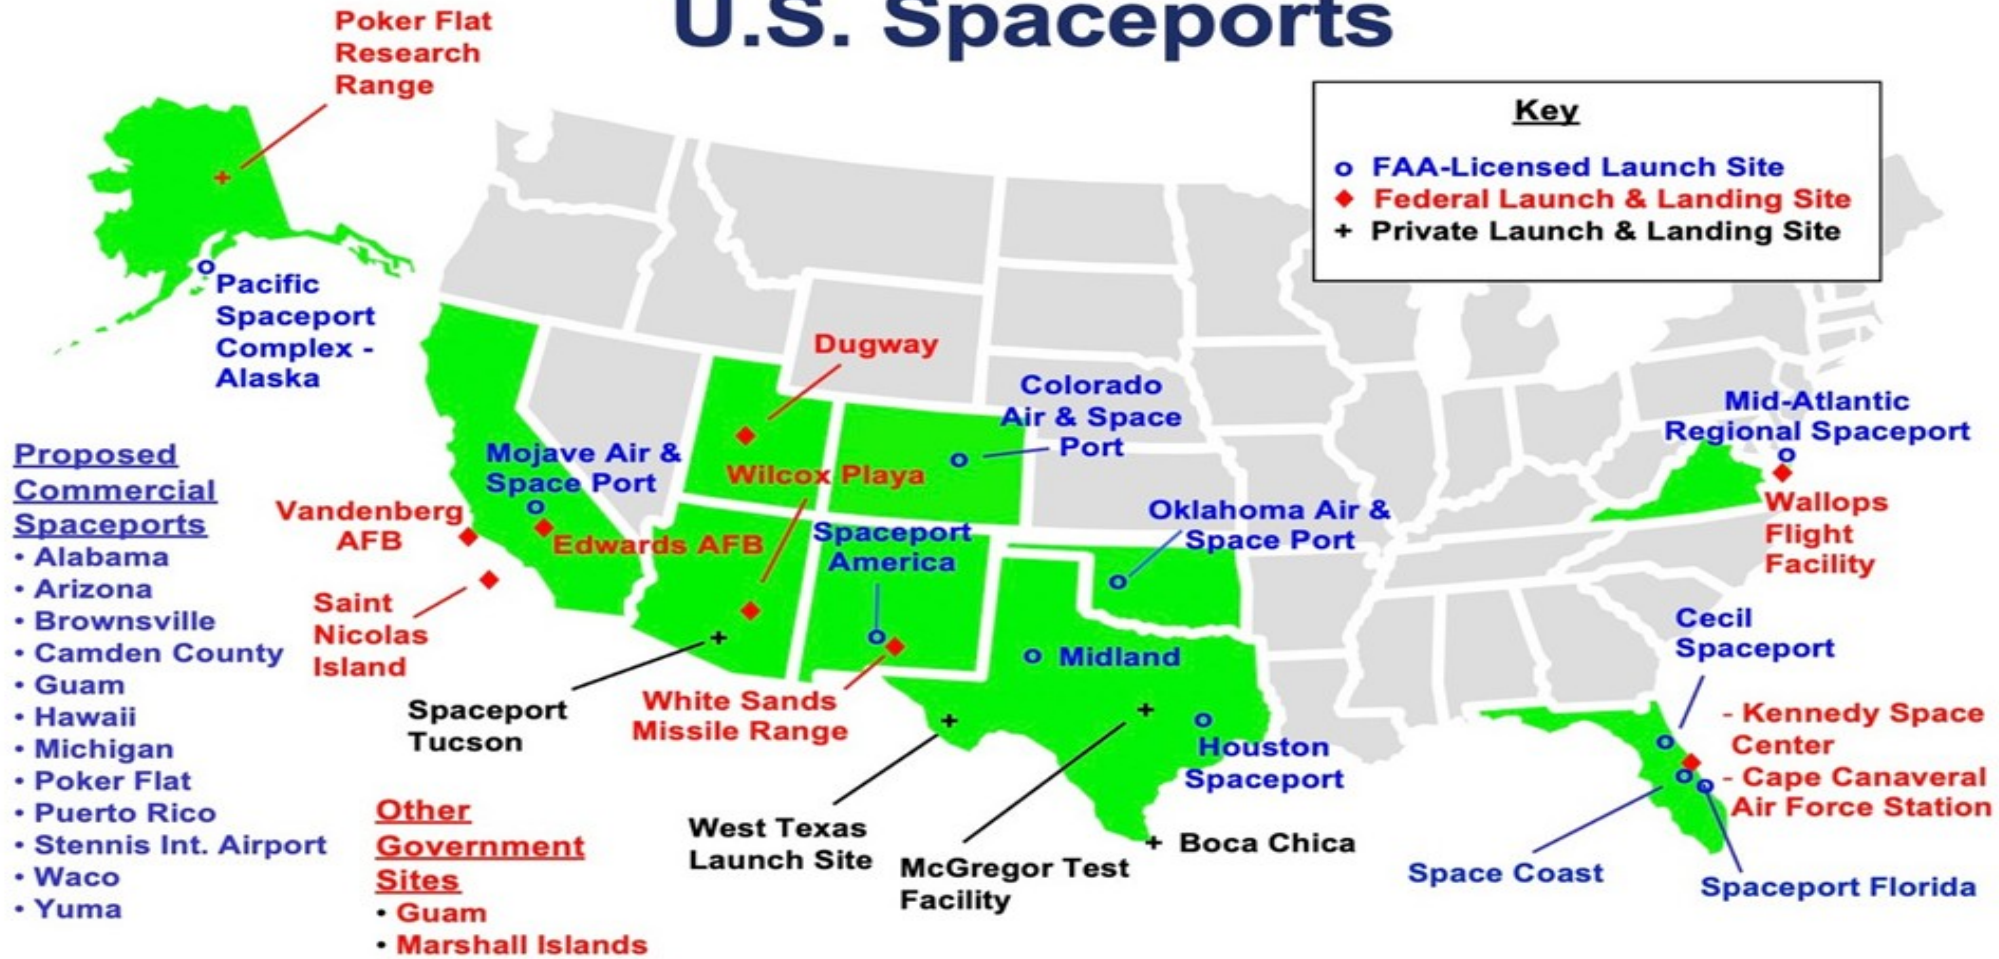 U.S. Spaceports
Poker Flat
Research
Range
Key
o FAA-Licensed Launch Site
♦ Federal Launch & Landing Site
+ Private Launch & Landing Site
Pacific
Spaceport
Complex -
Alaska
Dugway
Colorado
Air & Space
Port
Mid-Atlantic
Regional Spaceport
Mojave Air &
Space Port
Wilcox Playa
Vandenberg
AFB
Edwards AFB
Spaceport
America
Oklahoma Air &
Space Port
Wallops
Flight
Facility
Saint
Nicolas
Island
Cecil
Spaceport
Midland
Spaceport
Tucson
White Sands
Missile Range
Houston
Spaceport
- Kennedy Space
Center
- Cape Canaveral
Air Force Station
West Texas
Launch Site
McGregor Test
Facility
Boca Chica
Space Coast
Spaceport Florida
Proposed
Commercial
Spaceports
• Alabama
• Arizona
• Brownsville
• Camden County
• Guam
• Hawaii
• Michigan
• Poker Flat
• Puerto Rico
• Stennis Int. Airport
• Waco
• Yuma
Other
Government
Sites
• Guam
• Marshall Islands